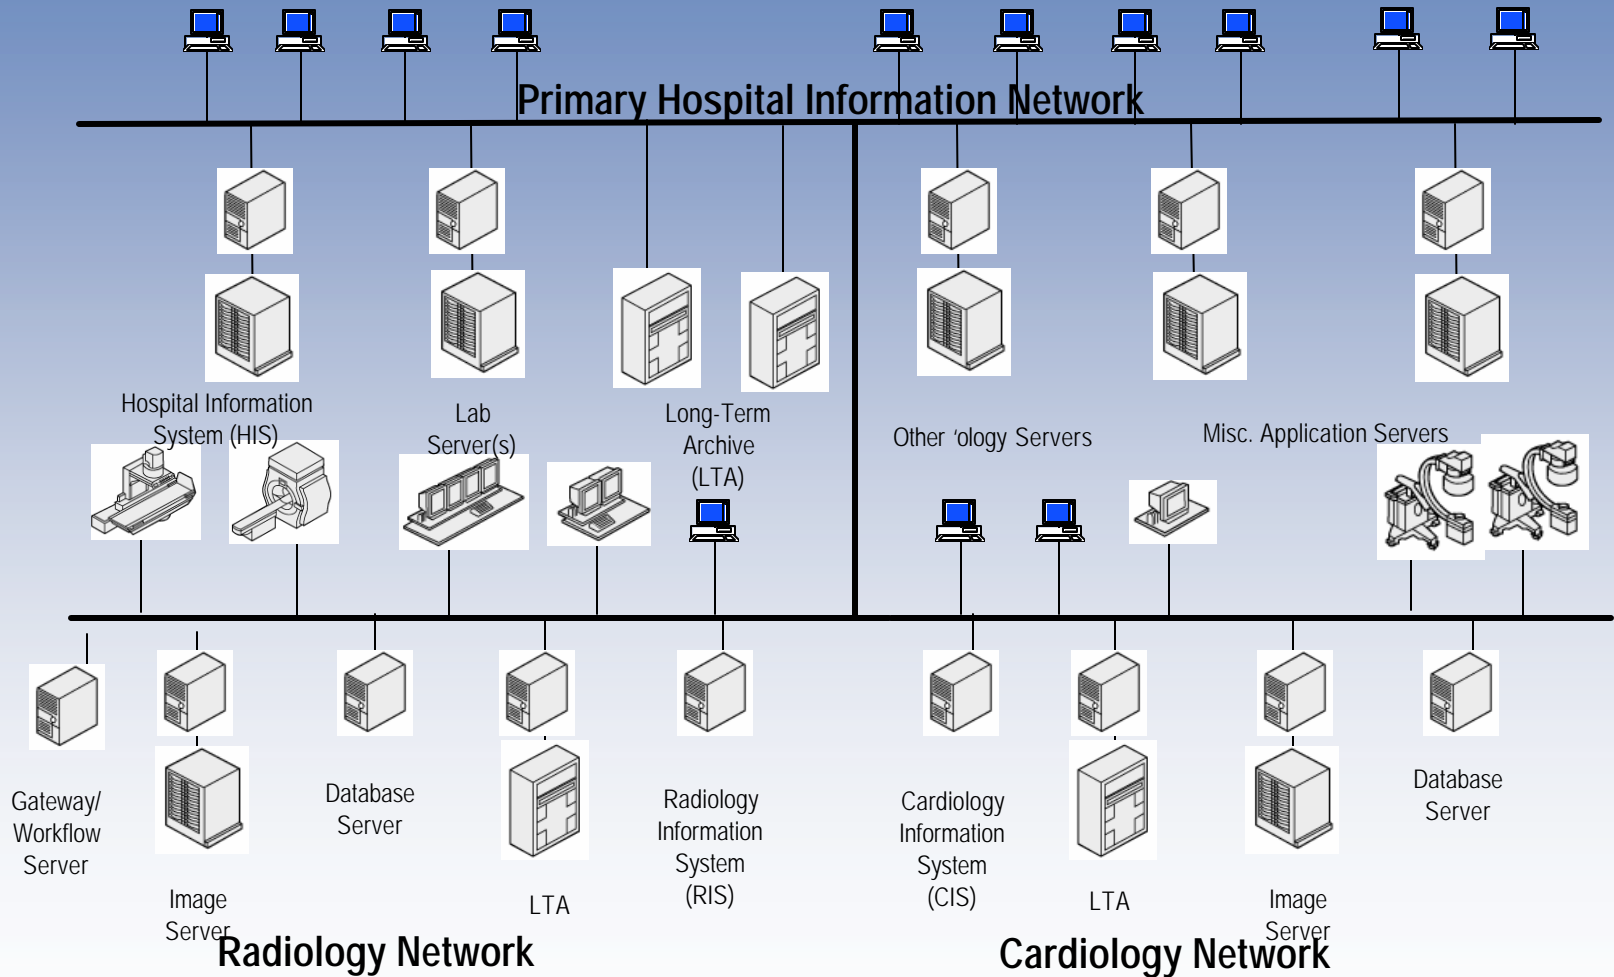 Primary Hospital Information Network
Hospital Information
System (HIS)
Lab
Server(s)
Long-Term
Archive
(LTA)
Other 'ology Servers
Misc. Application Servers
Gateway/
Workflow
Server
Image
Server
Database
Server
LTA
Radiology
Information
System
(RIS)
Cardiology
Information
System
(CIS)
LTA
Image
Server
Database
Server
Radiology Network
Cardiology Network